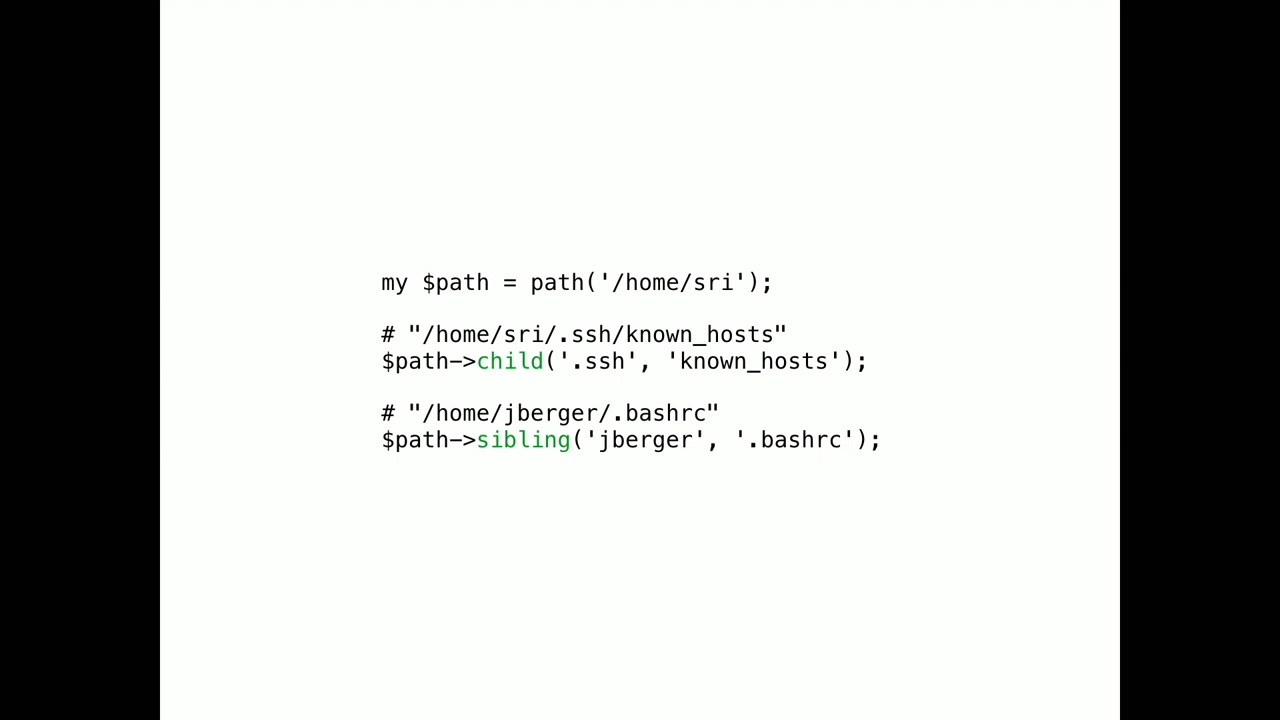 my $path = path('/home/sri');
# "/home/sri/.ssh/known_hosts"
$path->child('.ssh', 'known_hosts');
# "/home/jberger/.bashrc"
$path->sibling('jberger', '.bashrc');